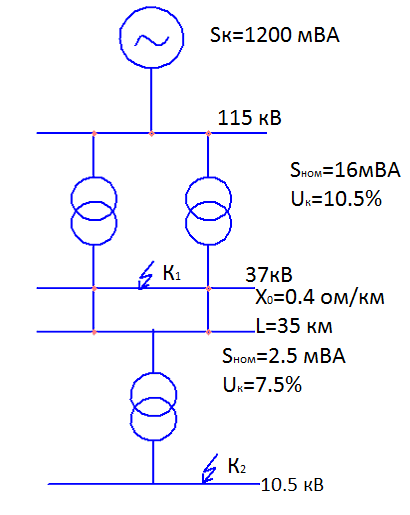 Sк=1200 мВА
115 кВ
Sном=16мВА
Uк=10.5%
К1
37кВ
X0=0.4 ом/км
L=35 км
Sном=2.5 мВА
Uк=7.5%
К2
10.5 кВ